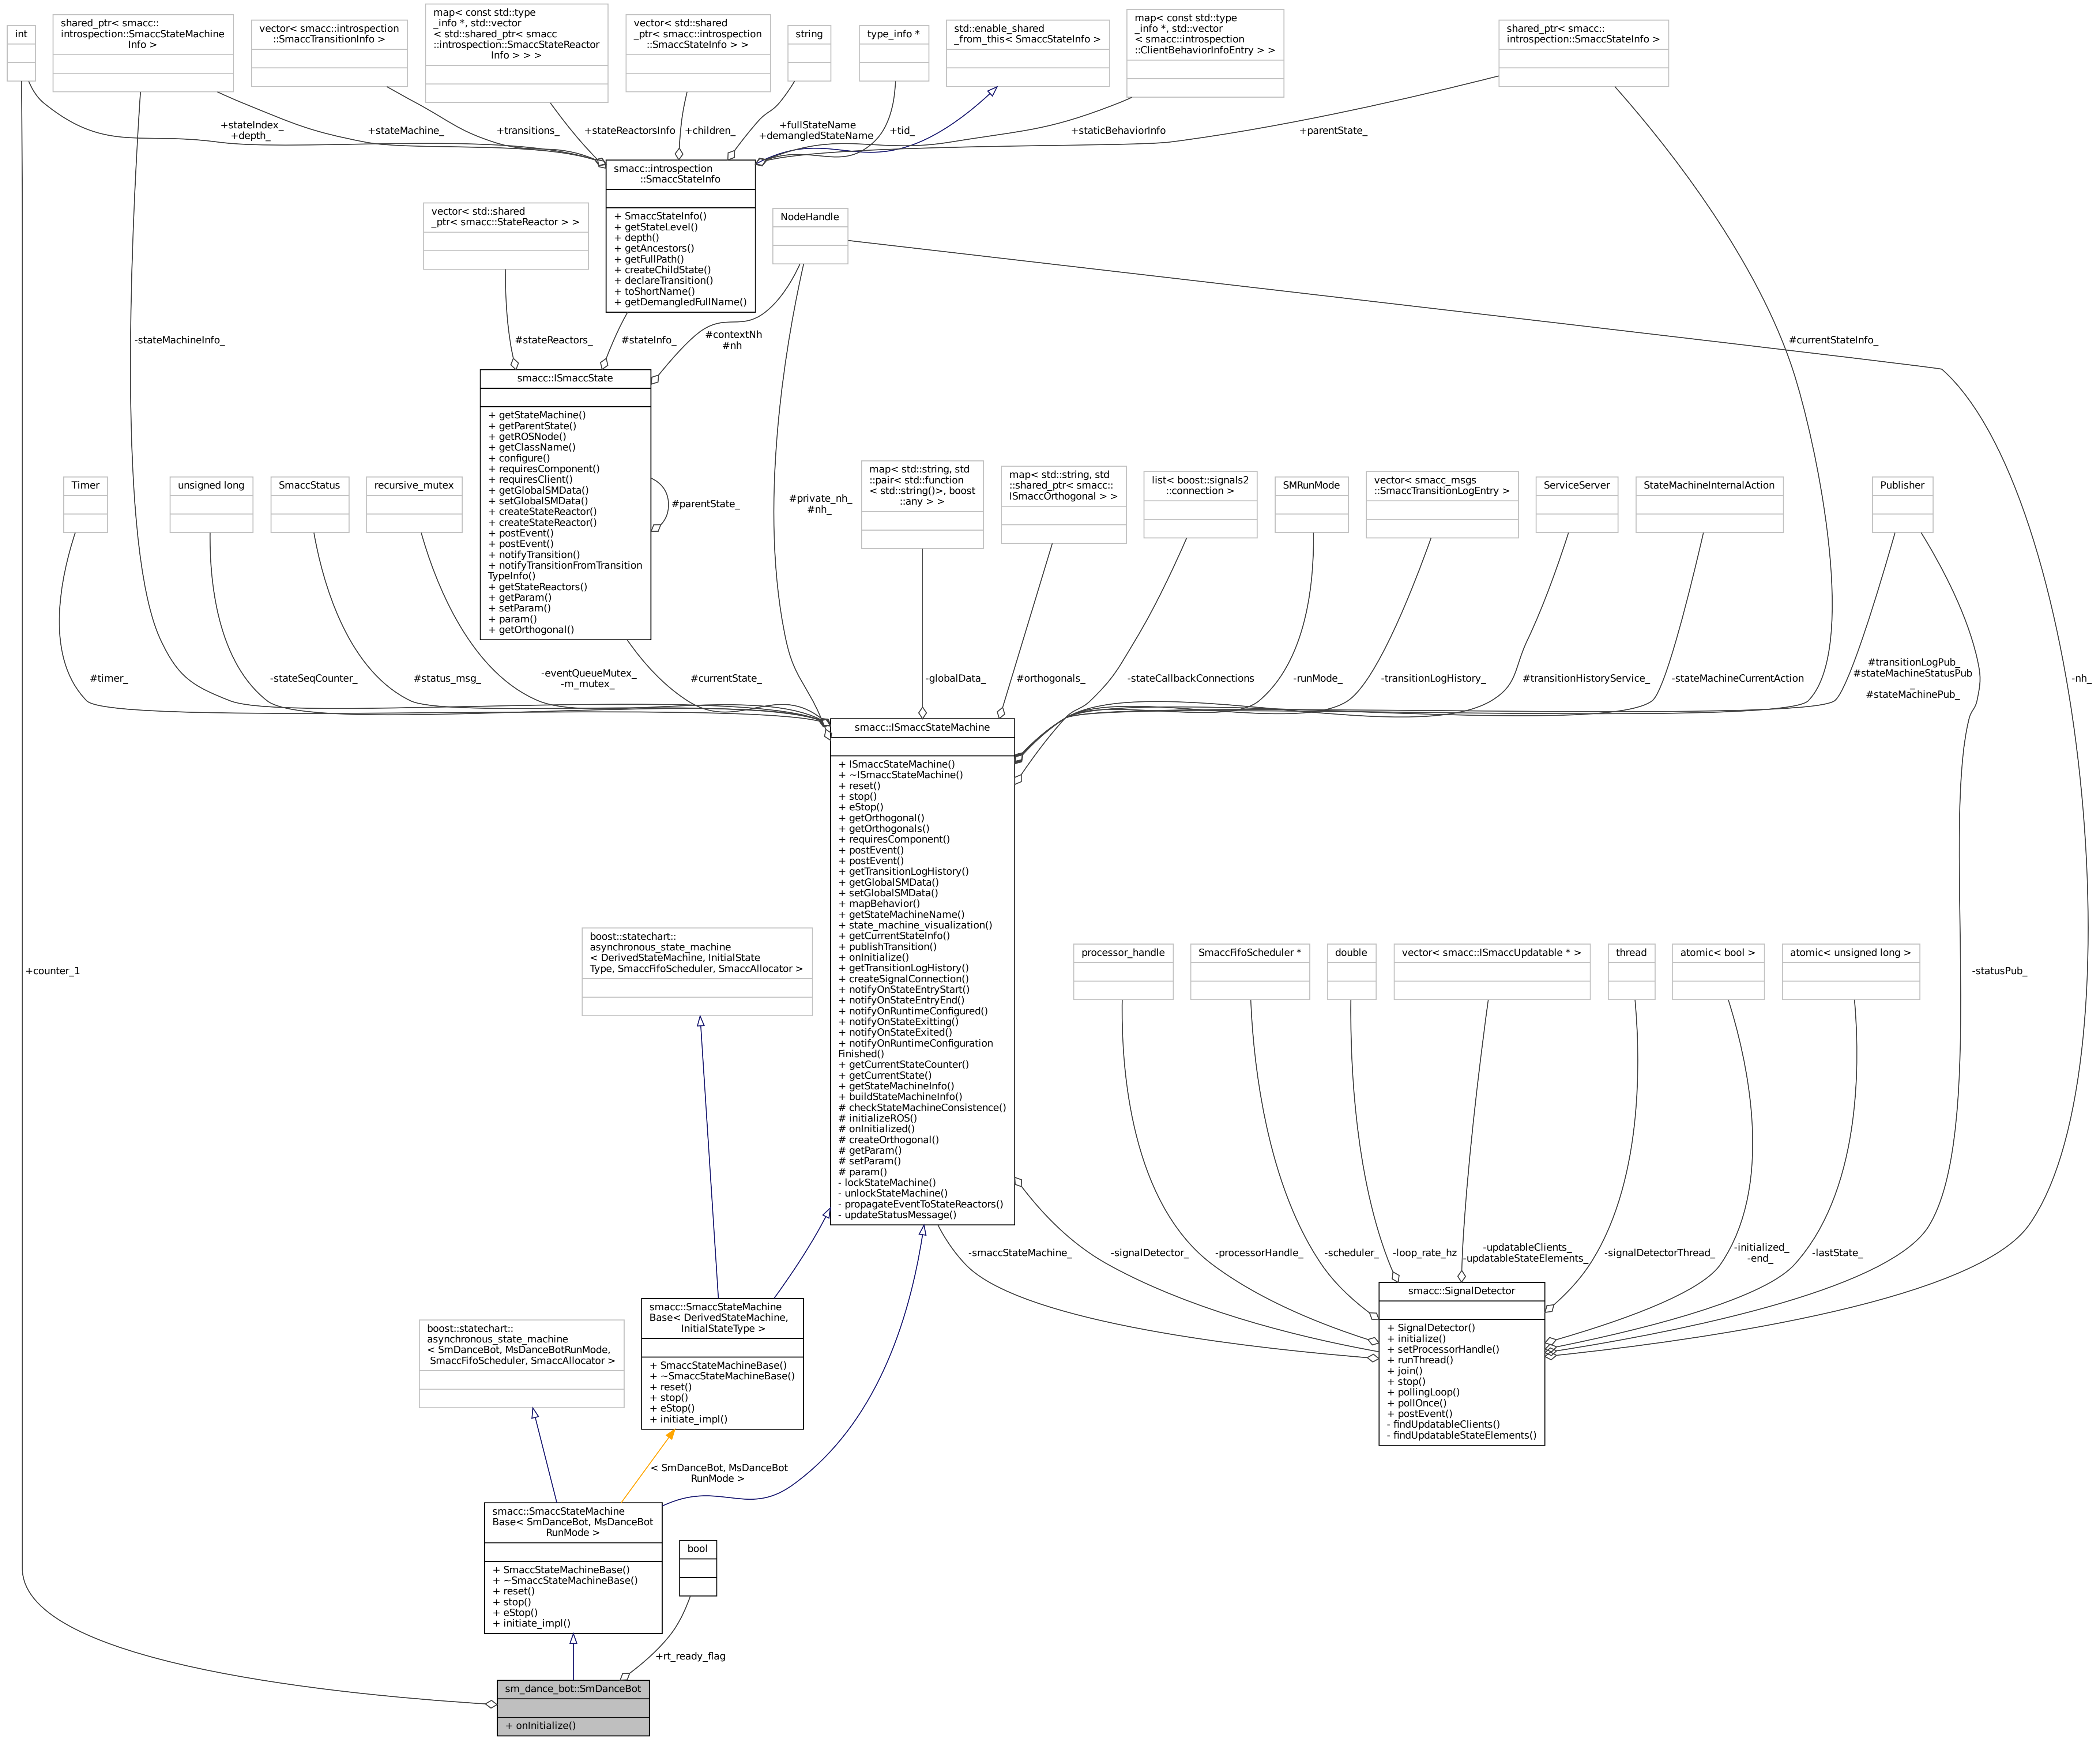 int
shared_ptr< smacc::
introspection::SmaccStateMachine
Info >
vector< smacc::introspection
::SmaccTransitionInfo >
map< const std::type
_info *, std::vector
< std::shared_ptr< smacc
::introspection::SmaccStateReactor
Info > > >
vector< std::shared
_ptr< smacc::introspection
::SmaccStateInfo > >
string
type_info *
std::enable_shared
_from_this< SmaccStateInfo >
map< const std::type
_info *, std::vector
< smacc::introspection
::ClientBehaviorInfoEntry > >
shared_ptr< smacc::
introspection::SmaccStateInfo >
+stateIndex_
+depth_
+stateMachine_
+transitions_
+stateReactorsInfo
+children_
+fullStateName
+demangledStateName
+tid_
+staticBehaviorInfo
+parentState_
smacc::introspection
::SmaccStateInfo
+ SmaccStateInfo()
+ getStateLevel()
+ depth()
+ getAncestors()
+ getFullPath()
+ createChildState()
+ declareTransition()
+ toShortName()
+ getDemangledFullName()
vector< std::shared
_ptr< smacc::StateReactor > >
NodeHandle
-stateMachineInfo_
#stateReactors_
#stateInfo_
#contextNh
#nh
#currentStateInfo_
smacc::ISmaccState
+ getStateMachine()
+ getParentState()
+ getROSNode()
+ getClassName()
+ configure()
+ requiresComponent()
+ requiresClient()
+ getGlobalSMData()
+ setGlobalSMData()
+ createStateReactor()
+ createStateReactor()
+ postEvent()
+ postEvent()
+ notifyTransition()
+ notifyTransitionFromTransition
TypeInfo()
+ getStateReactors()
+ getParam()
+ setParam()
+ param()
+ getOrthogonal()
#parentState_
#private_nh_
#nh_
Timer
unsigned long
SmaccStatus
recursive_mutex
map< std::string, std
::pair< std::function
< std::string()>, boost
::any > >
map< std::string, std
::shared_ptr< smacc::
ISmaccOrthogonal > >
list< boost::signals2
::connection >
SMRunMode
vector< smacc_msgs
::SmaccTransitionLogEntry >
ServiceServer
StateMachineInternalAction
Publisher
#timer_
-stateSeqCounter_
#status_msg_
-eventQueueMutex_
-m_mutex_
#currentState_
-globalData_
#orthogonals_
-stateCallbackConnections
-runMode_
-transitionLogHistory_
#transitionHistoryService_
-stateMachineCurrentAction
#transitionLogPub_
#stateMachineStatusPub
_
#stateMachinePub_
-nh_
smacc::ISmaccStateMachine
+ ISmaccStateMachine()
+ ~ISmaccStateMachine()
+ reset()
+ stop()
+ eStop()
+ getOrthogonal()
+ getOrthogonals()
+ requiresComponent()
+ postEvent()
+ postEvent()
+ getTransitionLogHistory()
+ getGlobalSMData()
+ setGlobalSMData()
+ mapBehavior()
+ getStateMachineName()
+ state_machine_visualization()
+ getCurrentStateInfo()
+ publishTransition()
+ onInitialize()
+ getTransitionLogHistory()
+ createSignalConnection()
+ notifyOnStateEntryStart()
+ notifyOnStateEntryEnd()
+ notifyOnRuntimeConfigured()
+ notifyOnStateExitting()
+ notifyOnStateExited()
+ notifyOnRuntimeConfiguration
Finished()
+ getCurrentStateCounter()
+ getCurrentState()
+ getStateMachineInfo()
+ buildStateMachineInfo()
# checkStateMachineConsistence()
# initializeROS()
# onInitialized()
# createOrthogonal()
# getParam()
# setParam()
# param()
- lockStateMachine()
- unlockStateMachine()
- propagateEventToStateReactors()
- updateStatusMessage()
+counter_1
boost::statechart::
asynchronous_state_machine
< DerivedStateMachine, InitialState
Type, SmaccFifoScheduler, SmaccAllocator >
processor_handle
SmaccFifoScheduler *
double
vector< smacc::ISmaccUpdatable * >
thread
atomic< bool >
atomic< unsigned long >
-statusPub_
-smaccStateMachine_
-signalDetector_
-processorHandle_
-scheduler_
-loop_rate_hz
-updatableClients_
-updatableStateElements_
-signalDetectorThread_
-initialized_
-end_
-lastState_
smacc::SignalDetector
+ SignalDetector()
+ initialize()
+ setProcessorHandle()
+ runThread()
+ join()
+ stop()
+ pollingLoop()
+ pollOnce()
+ postEvent()
- findUpdatableClients()
- findUpdatableStateElements()
smacc::SmaccStateMachine
Base< DerivedStateMachine,
InitialStateType >
+ SmaccStateMachineBase()
+ ~SmaccStateMachineBase()
+ reset()
+ stop()
+ eStop()
+ initiate_impl()
boost::statechart::
asynchronous_state_machine
< SmDanceBot, MsDanceBotRunMode,
SmaccFifoScheduler, SmaccAllocator >
< SmDanceBot, MsDanceBot
RunMode >
smacc::SmaccStateMachine
Base< SmDanceBot, MsDanceBot
RunMode >
+ SmaccStateMachineBase()
+ ~SmaccStateMachineBase()
+ reset()
+ stop()
+ eStop()
+ initiate_impl()
bool
+rt_ready_flag
sm_dance_bot::SmDanceBot
+ onInitialize()